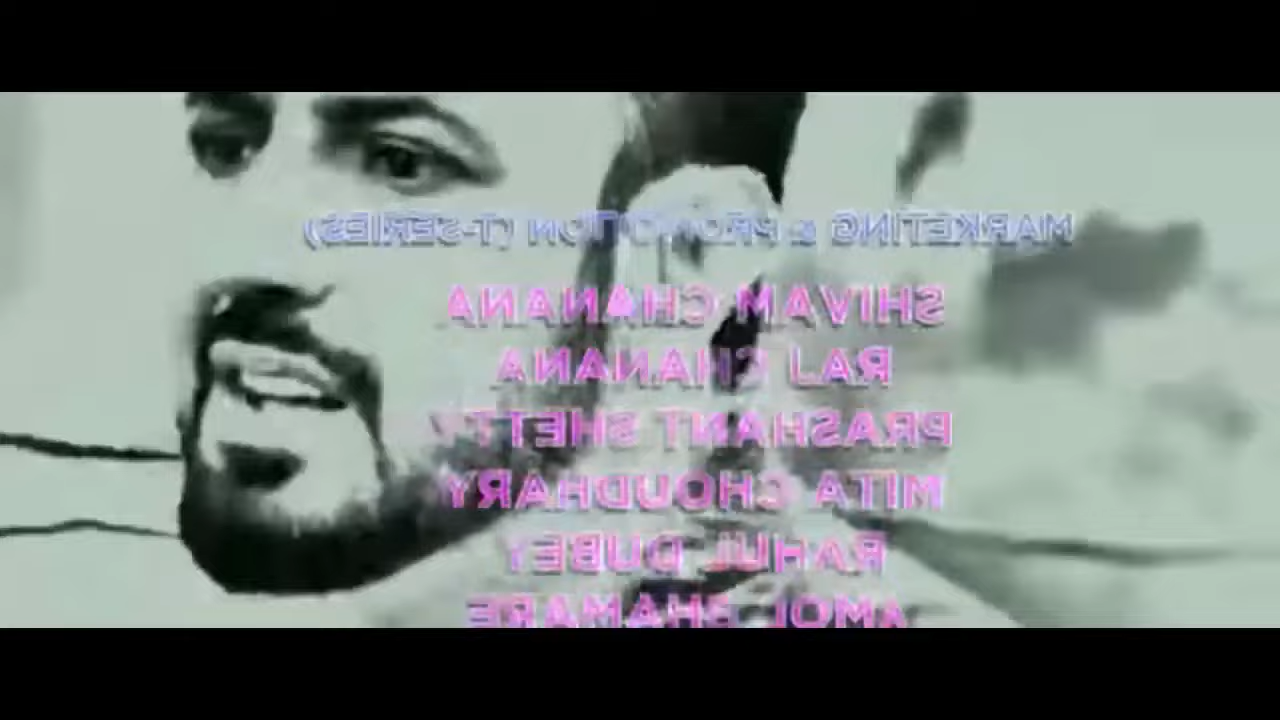 MARKETING & PROMOTION (T-SERIES)
SHIVAM CHANANA
RAJ CHANANA
PRASHANT SHETTY
MITA CHOUDHARY
RAHUL DUBEY
AMOL BHAMARE